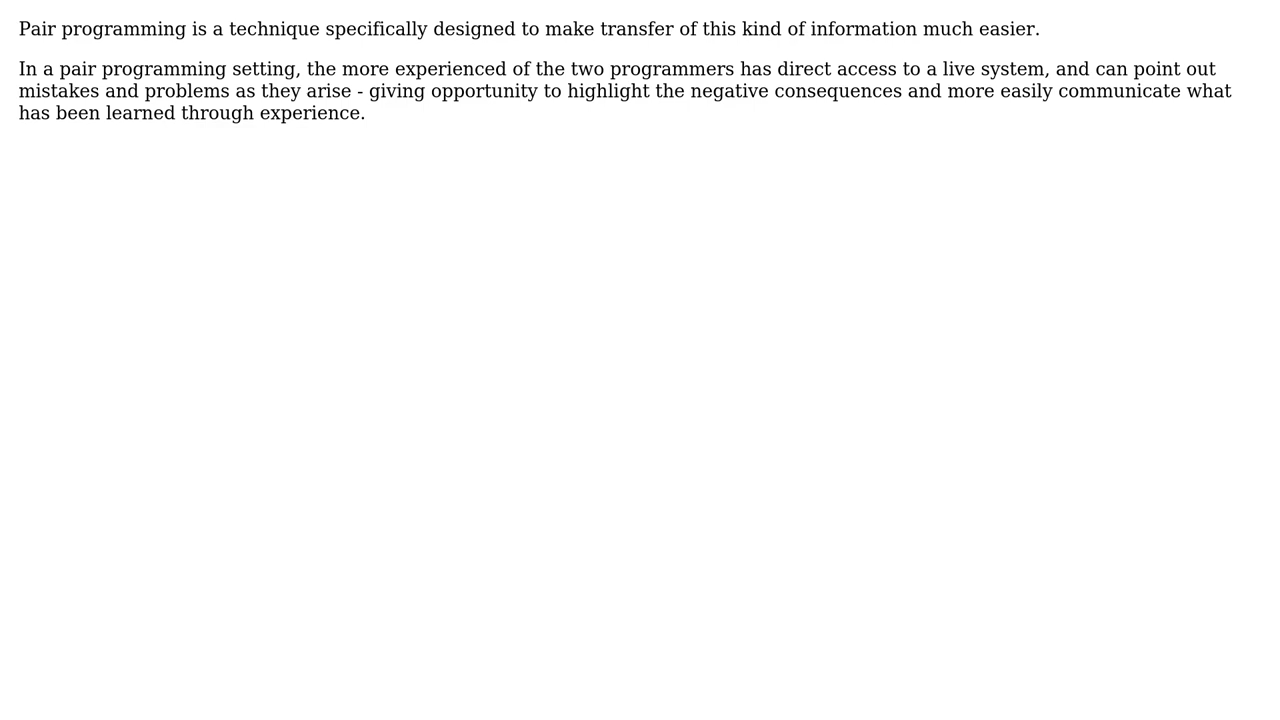 Pair programming is a technique specifically designed to make transfer of this kind of information much easier.
In a pair programming setting, the more experienced of the two programmers has direct access to a live system, and can point out
mistakes and problems as they arise - giving opportunity to highlight the negative consequences and more easily communicate what
has been learned through experience.